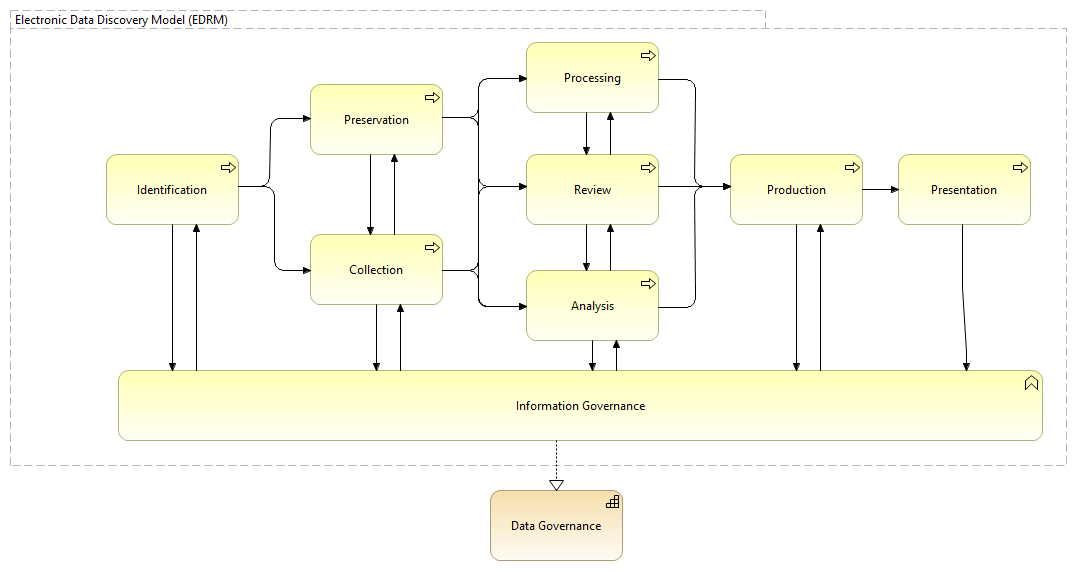 Electronic Data Discovery Model (EDRM)
Identification
Preservation
Collection
Processing
Review
Analysis
Production
Presentation
Information Governance
Data Governance